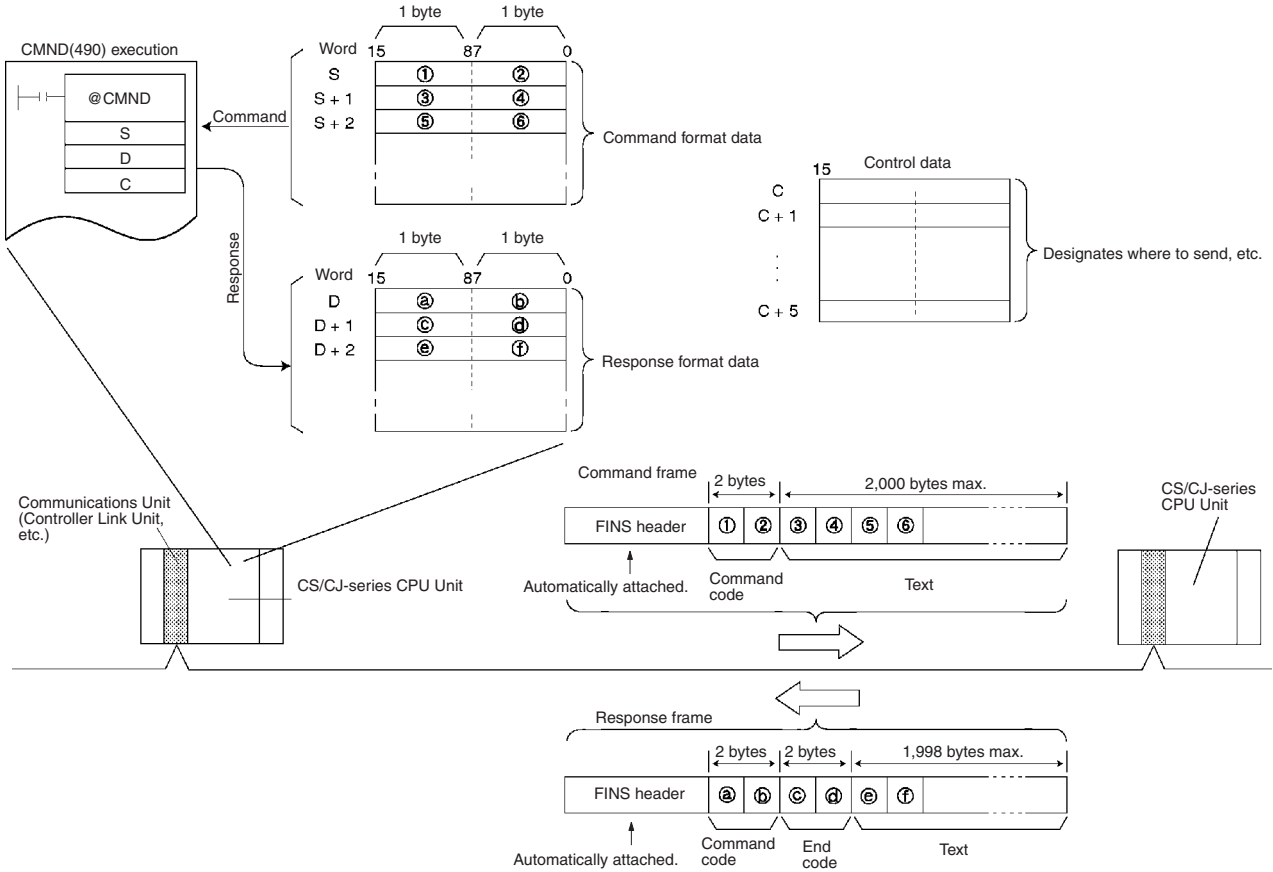 CMND(490) execution
@CMND
S
D
C
Command
Response
1 byte 1 byte
Word 15 87 0
S ① ②
S + 1 ③ ④
S + 2 ⑤ ⑥
Command format data
1 byte 1 byte
Word 15 87 0
D ⓐ ⓑ
D + 1 ⓒ ⓓ
D + 2 ⓔ ⓕ
Response format data
Control data
15
C
C + 1
C + 5
Designates where to send, etc.
Communications Unit
(Controller Link Unit,
etc.)
CS/CJ-series CPU Unit
Command frame
2 bytes 2,000 bytes max.
FINS header ① ② ③ ④ ⑤ ⑥
Automatically attached.
Command
code
Text
CS/CJ-series
CPU Unit
Response frame
2 bytes 2 bytes 1,998 bytes max.
FINS header ⓐ ⓑ ⓒ ⓓ ⓔ ⓕ
Automatically attached.
Command
code
End
code
Text